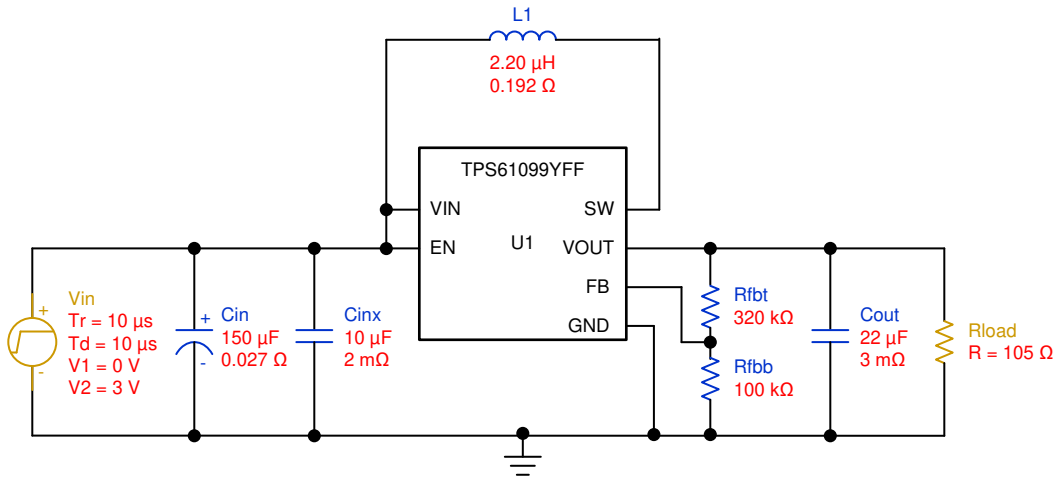 L1
2.20 µH
0.192 Ω
TPS61099YFF
VIN
SW
EN
U1
VOUT
FB
GND
+
Vin
Tr = 10 µs
Td = 10 µs
V1 = 0 V
V2 = 3 V
-
+
Cin
150 µF
0.027 Ω
-
Cinx
10 µF
2 mΩ
Rfbt
320 kΩ
Rfbb
100 kΩ
Cout
22 µF
3 mΩ
Rload
R = 105 Ω